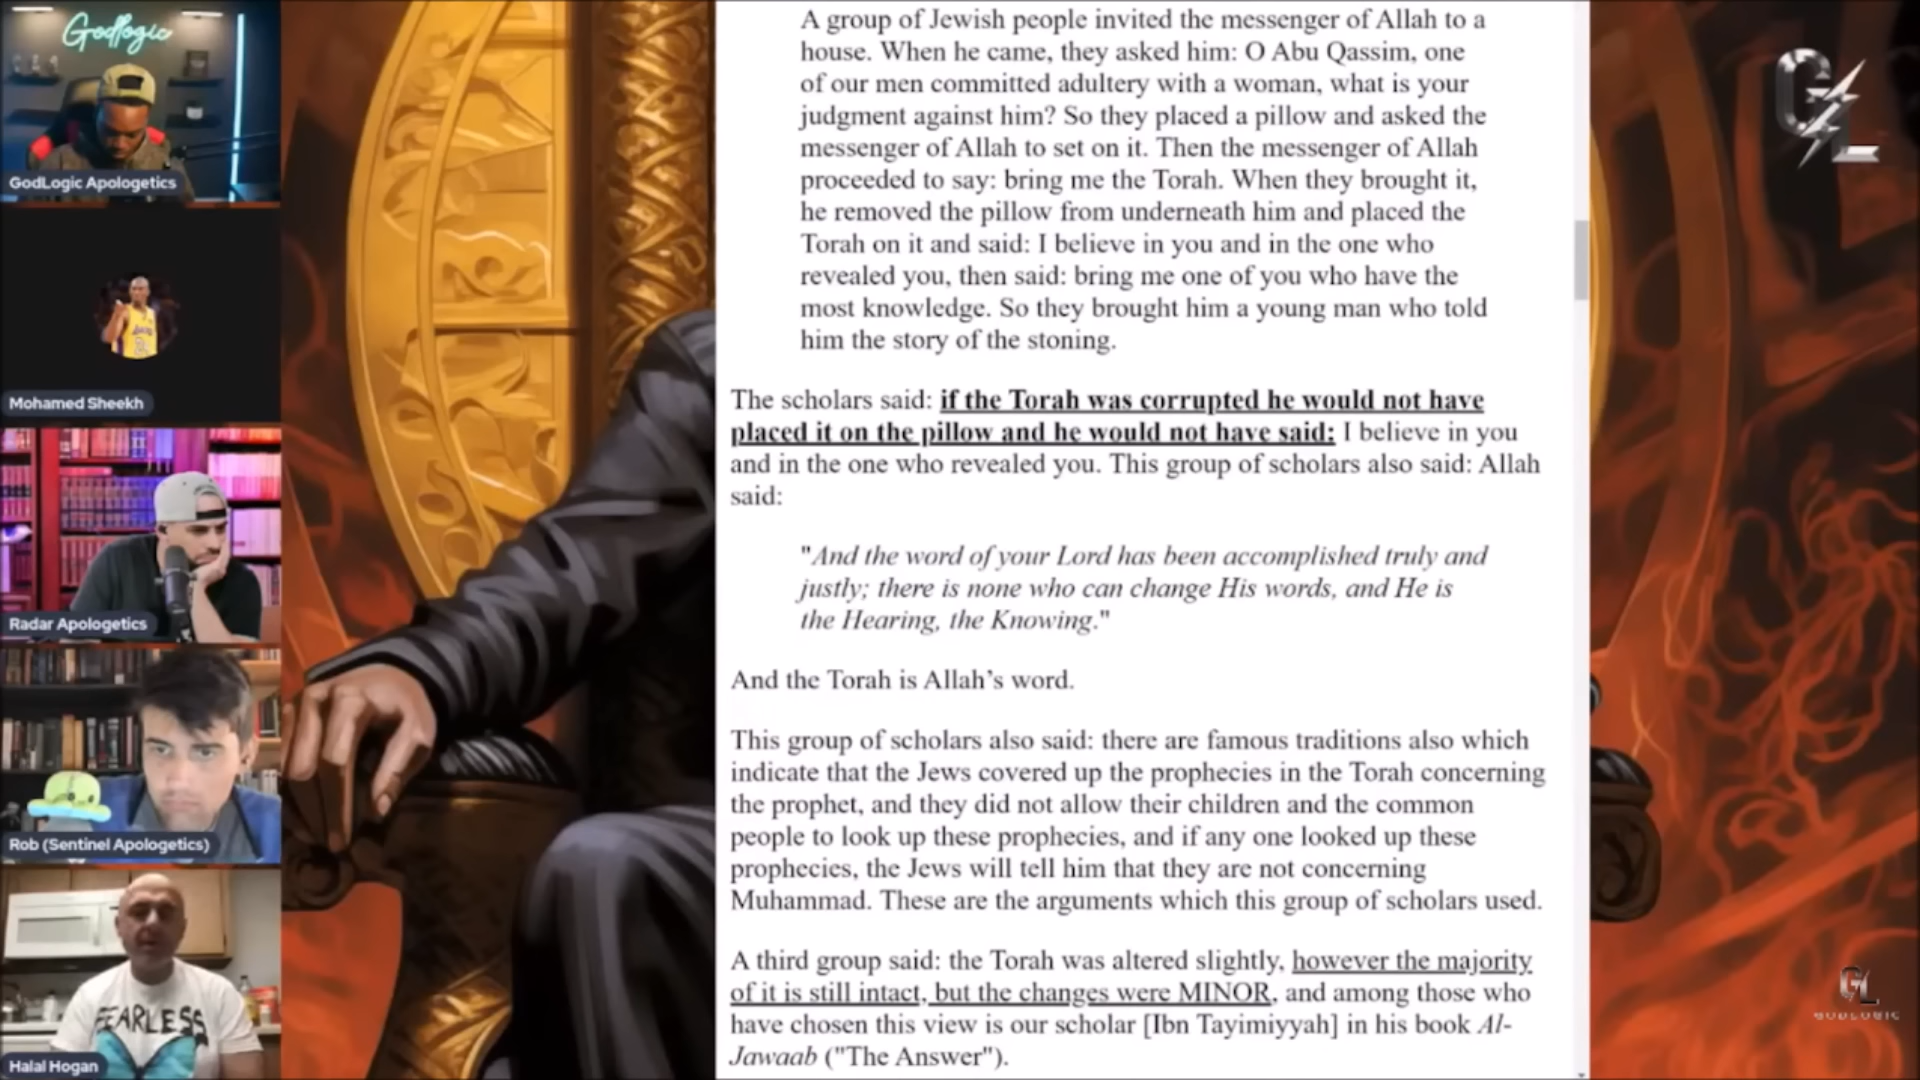 Godlogic
GodLogic Apologetics
Mohamed Sheekh
Radar Apologetics
Rob (Sentinel Apologetics)
FEARLESS
Halal Hogan
A group of Jewish people invited the messenger of Allah to a
house. When he came, they asked him: O Abu Qassim, one
of our men committed adultery with a woman, what is your
judgment against him? So they placed a pillow and asked the
messenger of Allah to set on it. Then the messenger of Allah
proceeded to say: bring me the Torah. When they brought it,
he removed the pillow from underneath him and placed the
Torah on it and said: I believe in you and in the one who
revealed you, then said: bring me one of you who have the
most knowledge. So they brought him a young man who told
him the story of the stoning.
The scholars said: if the Torah was corrupted he would not have
placed it on the pillow and he would not have said: I believe in you
and in the one who revealed you. This group of scholars also said: Allah
said:
"And the word of your Lord has been accomplished truly and
justly; there is none who can change His words, and He is
the Hearing, the Knowing."
And the Torah is Allah’s word.
This group of scholars also said: there are famous traditions also which
indicate that the Jews covered up the prophecies in the Torah concerning
the prophet, and they did not allow their children and the common
people to look up these prophecies, and if any one looked up these
prophecies, the Jews will tell him that they are not concerning
Muhammad. These are the arguments which this group of scholars used.
A third group said: the Torah was altered slightly, however the majority
of it is still intact, but the changes were MINOR, and among those who
have chosen this view is our scholar [Ibn Tayimiyyah] in his book Al-
Jawaab ("The Answer").
GL
GL
GODLOGIC